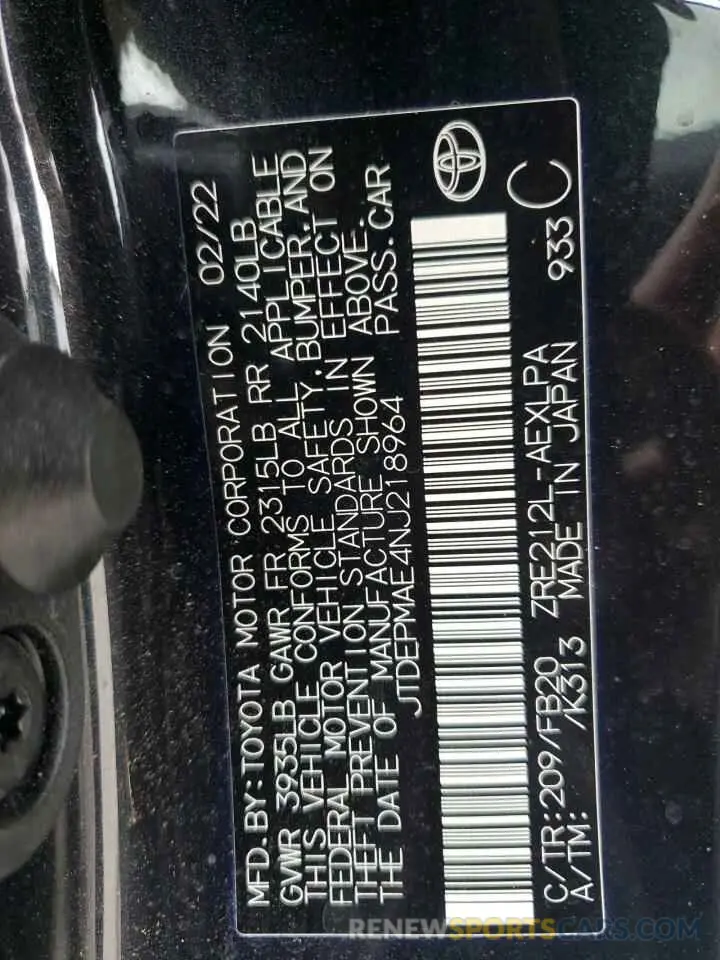 MFD.BY:TOYOTA MOTOR CORPORATION 02/22
GVWR 3935LB GAWR FR 2315LB RR 2140LB
THIS VEHICLE CONFORMS TO ALL APPLICABLE
FEDERAL MOTOR VEHICLE SAFETY,BUMPER,AND
THEFT PREVENTION STANDARDS IN EFFECT ON
THE DATE OF MANUFACTURE SHOWN ABOVE.
JTDEPMAE4NJ218964 PASS.CAR
C/TR:209/FB20 ZRE212L-AEXLPA 933
A/TM: /K313 MADE IN JAPAN C
RENEWSPORTSCAR.COM